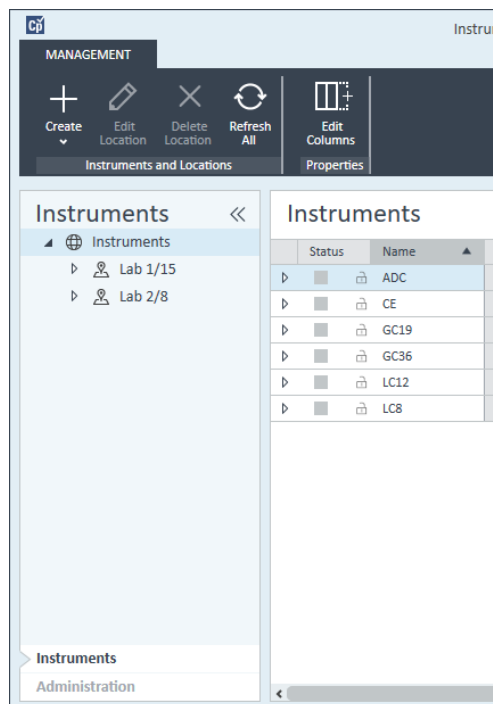 Cp
Instru
MANAGEMENT
Create
Edit Location
Delete Location
Refresh All
Edit Columns
Instruments and Locations
Properties
Instruments
Instruments
Lab 1/15
Lab 2/8
Instruments
Administration
Instruments
Status Name
ADC
CE
GC19
GC36
LC12
LC8